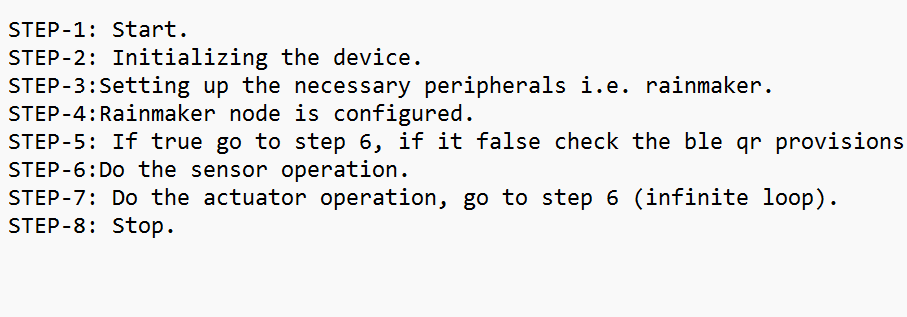 STEP-1: Start.
STEP-2: Initializing the device.
STEP-3:Setting up the necessary peripherals i.e. rainmaker.
STEP-4:Rainmaker node is configured.
STEP-5: If true go to step 6, if it false check the ble qr provisions
STEP-6:Do the sensor operation.
STEP-7: Do the actuator operation, go to step 6 (infinite loop).
STEP-8: Stop.